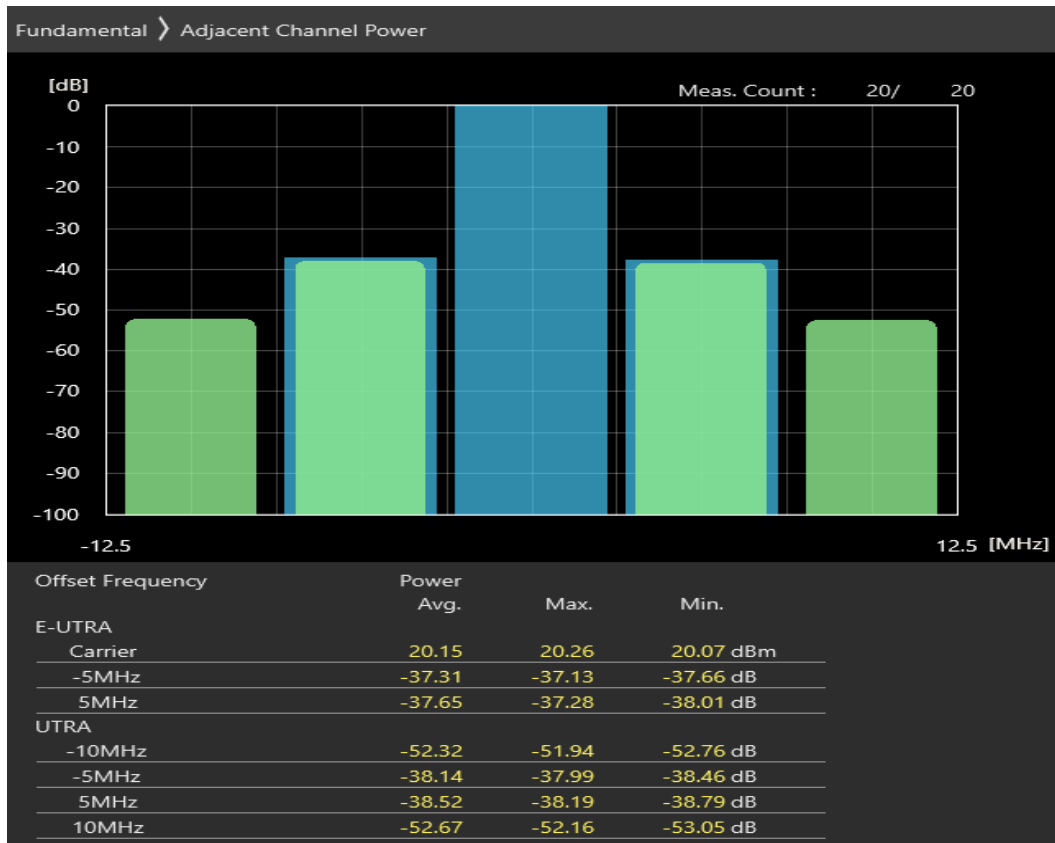 Fundamental ❯ Adjacent Channel Power
[dB]
Meas. Count : 20/ 20
0
-10
-20
-30
-40
-50
-60
-70
-80
-90
-100
-12.5 12.5 [MHz]
Offset Frequency Power
Avg. Max. Min.
E-UTRA
Carrier 20.15 20.26 20.07 dBm
-5MHz -37.31 -37.13 -37.66 dB
5MHz -37.65 -37.28 -38.01 dB
UTRA
-10MHz -52.32 -51.94 -52.76 dB
-5MHz -38.14 -37.99 -38.46 dB
5MHz -38.52 -38.19 -38.79 dB
10MHz -52.67 -52.16 -53.05 dB